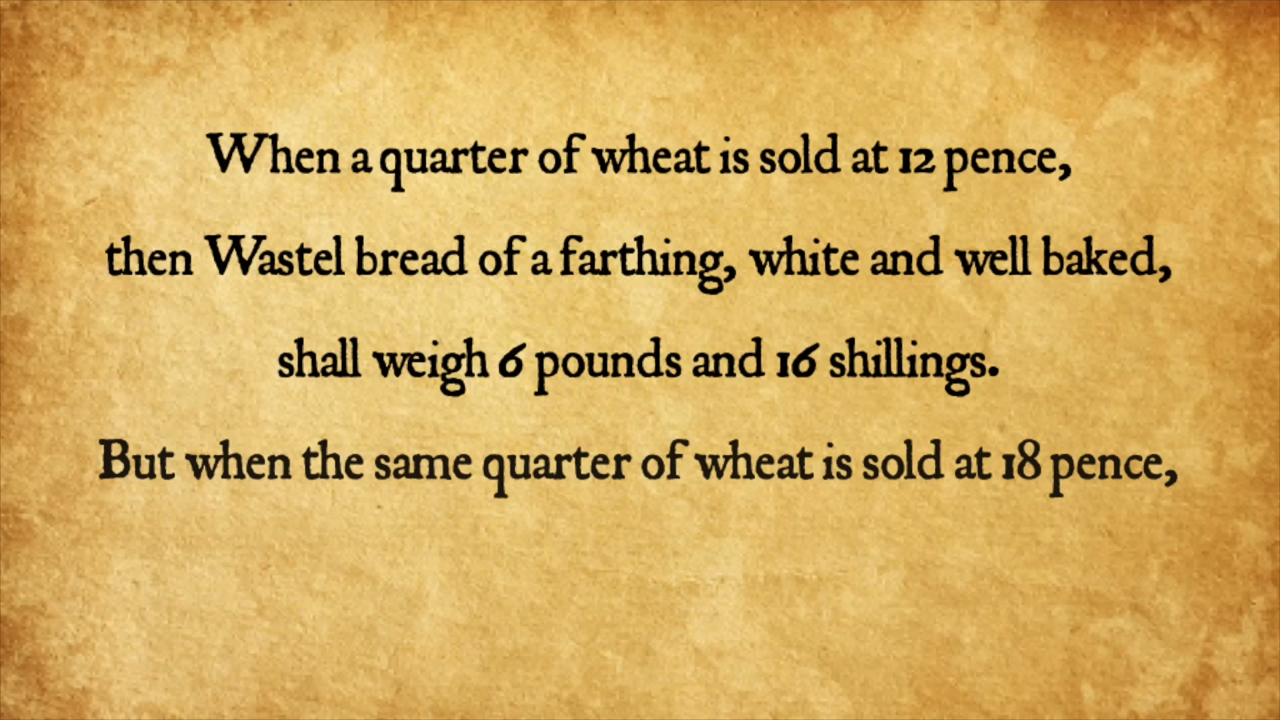 When a quarter of wheat is sold at 12 pence,
then Wastel bread of a farthing, white and well baked,
shall weigh 6 pounds and 16 shillings.
But when the same quarter of wheat is sold at 18 pence,